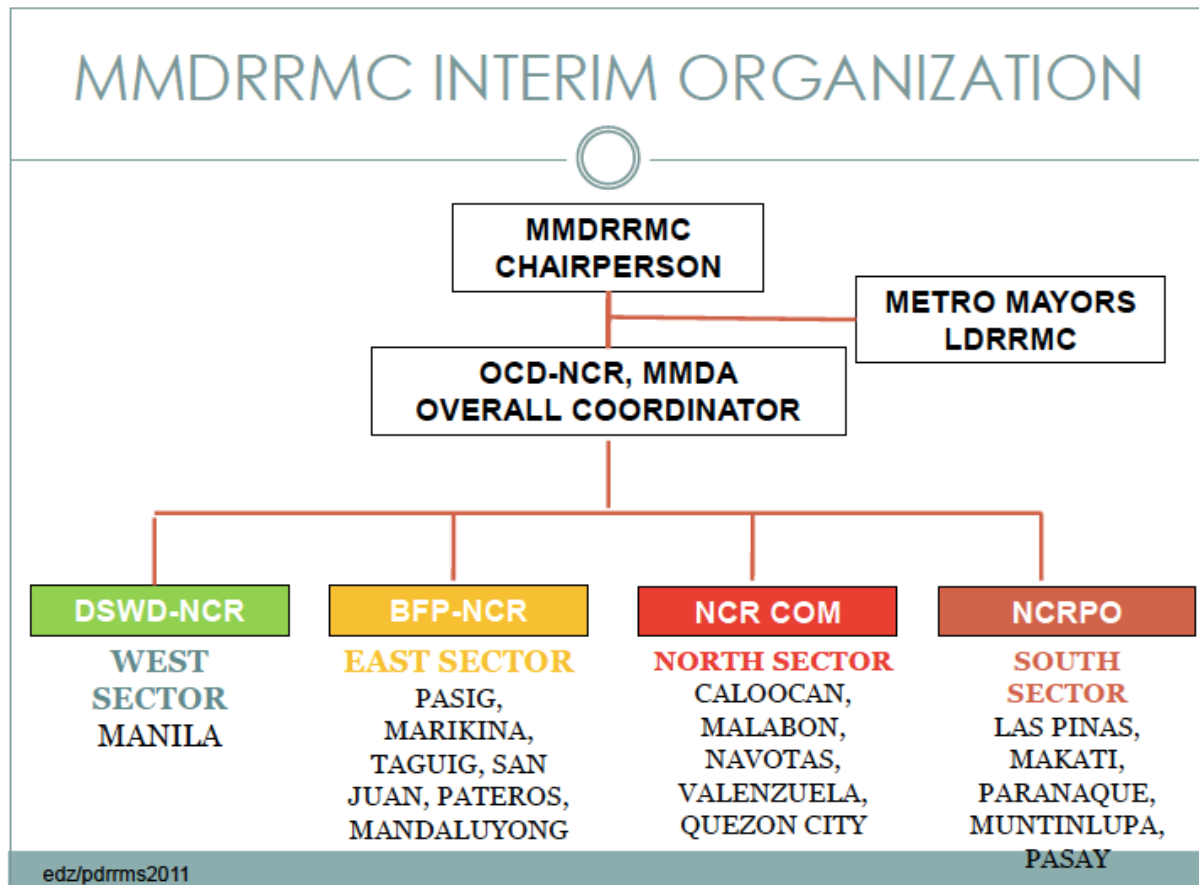 MMDRRMC INTERIM ORGANIZATION
MMDRRMC
CHAIRPERSON
METRO MAYORS
LDRRMC
OCD-NCR, MMDA
OVERALL COORDINATOR
DSWD-NCR
WEST
SECTOR
MANILA
BFP-NCR
EAST SECTOR
PASIG,
MARIKINA,
TAGUIG, SAN
JUAN, PATEROS,
MANDALUYONG
NCR COM
NORTH SECTOR
CALOOCAN,
MALABON,
NAVOTAS,
VALENZUELA,
QUEZON CITY
NCRPO
SOUTH
SECTOR
LAS PINAS,
MAKATI,
PARANAQUE,
MUNTINLUPA,
PASAY
edz/pdrrms2011